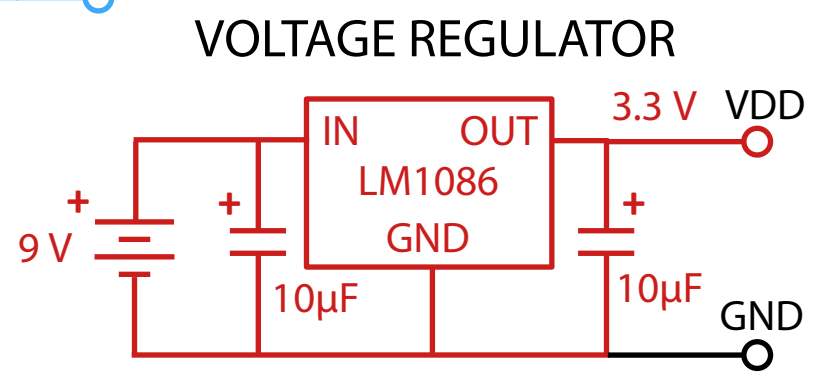 VOLTAGE REGULATOR
3.3 V VDD
IN OUT
LM1086
+ + +
GND
9 V
10µF 10µF
GND